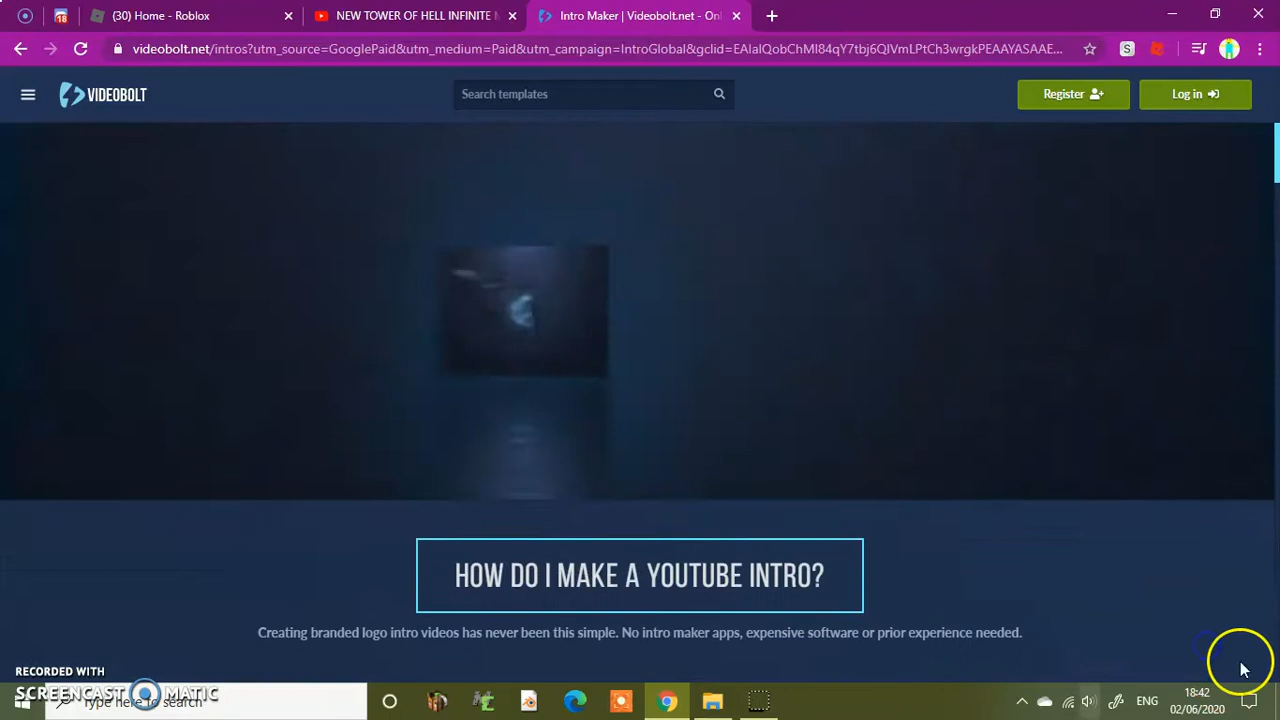 18
(30) Home - Roblox
NEW TOWER OF HELL INFINITE
Intro Maker | Videobolt.net - Onl
videobolt.net/intros?utm_source=GooglePaid&utm_medium=Paid&utm_campaign=IntroGlobal&gclid=EAIaIQobChMI84qY7tbj6QIVmLPtCh3wrgkPEAAYASAAE...
S
VIDEOBOLT
Search templates
Register
Log in
HOW DO I MAKE A YOUTUBE INTRO?
Creating branded logo intro videos has never been this simple. No intro maker apps, expensive software or prior experience needed.
RECORDED WITH
SCREENCAST MATIC
Type here to search
ENG
18:42
02/06/2020